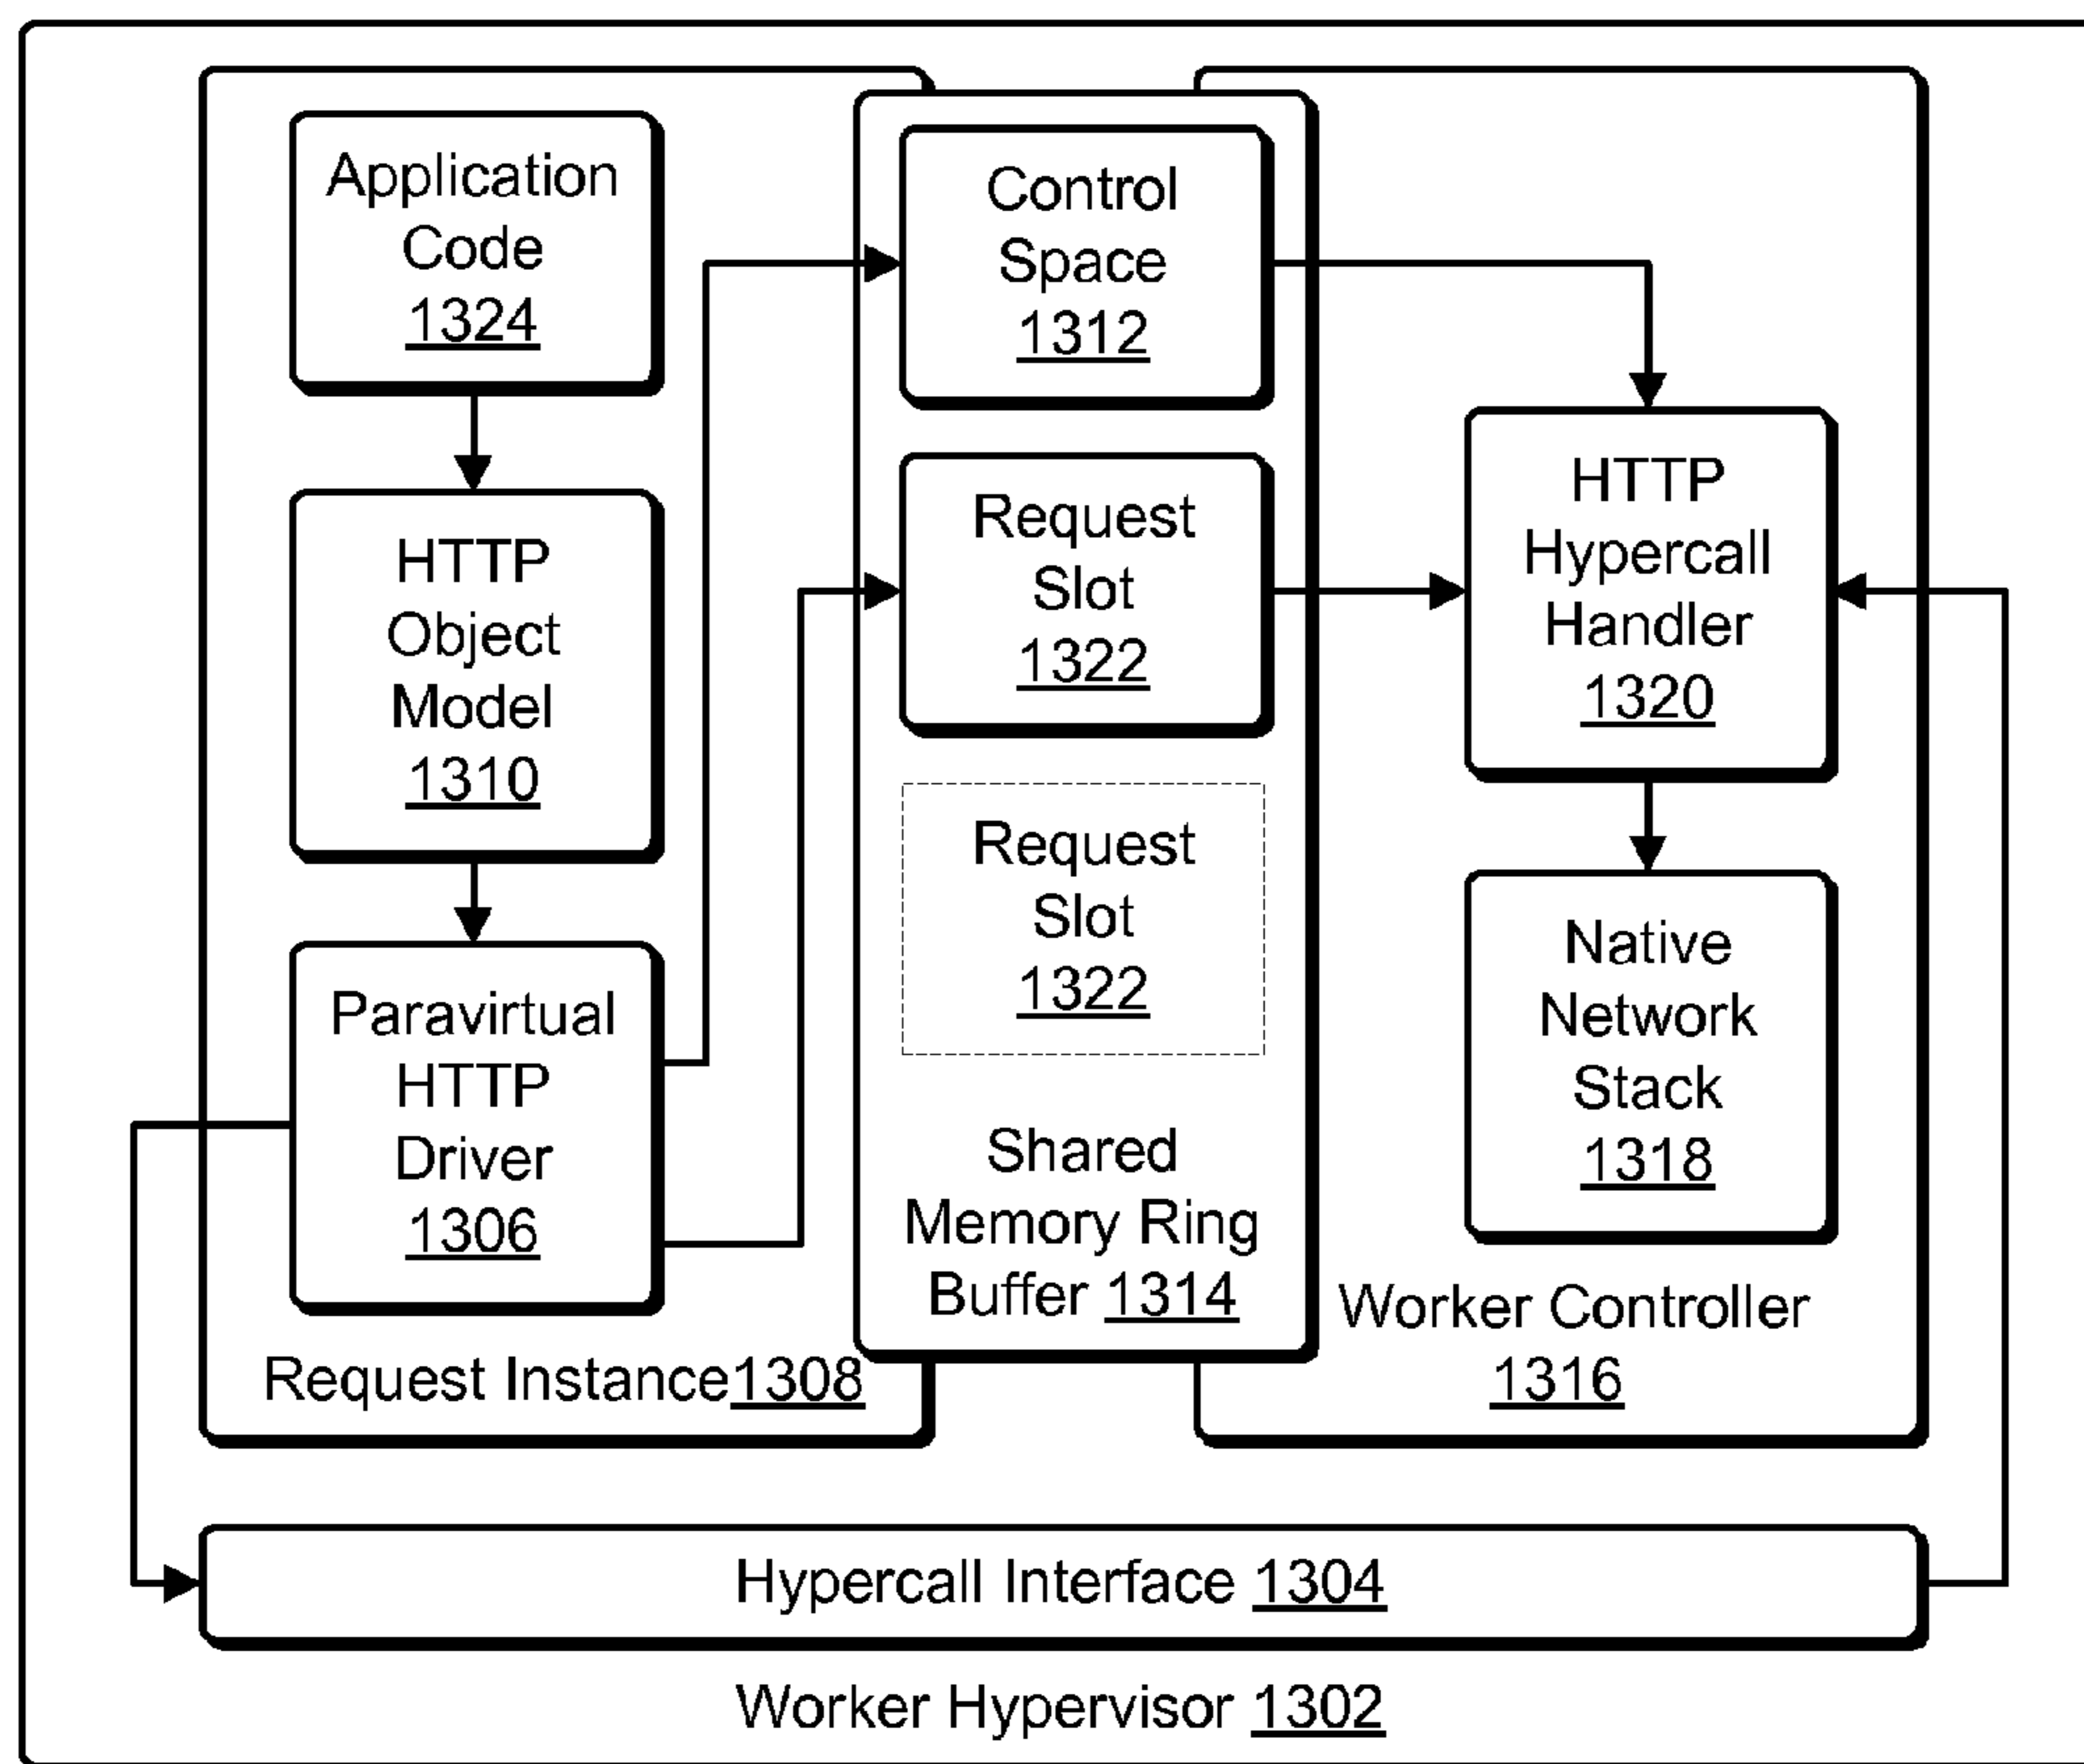 Application
Code
1324
HTTP
Object
Model
1310
Paravirtual
HTTP
Driver
1306
Request Instance1308
Control
Space
1312
Request
Slot
1322
Request
Slot
1322
Shared
Memory Ring
Buffer 1314
HTTP
Hypercall
Handler
1320
Native
Network
Stack
1318
Worker Controller
1316
Hypercall Interface 1304
Worker Hypervisor 1302